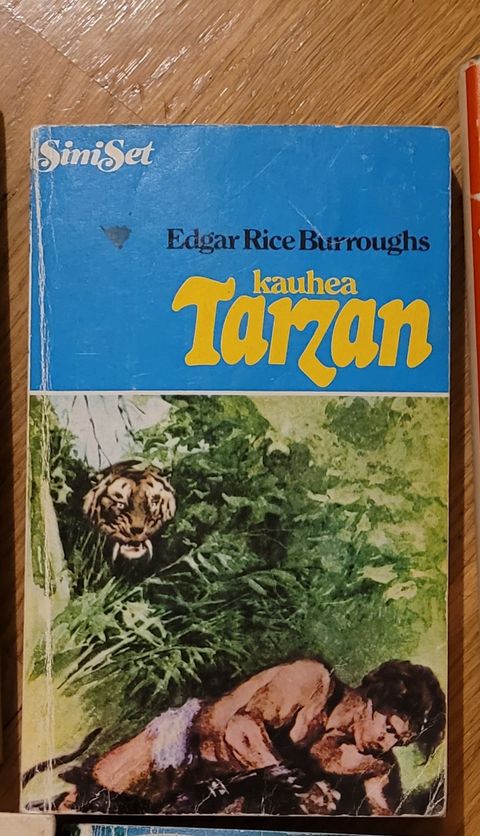 SiniSet
Edgar Rice Burroughs
kauhea
Tarzan